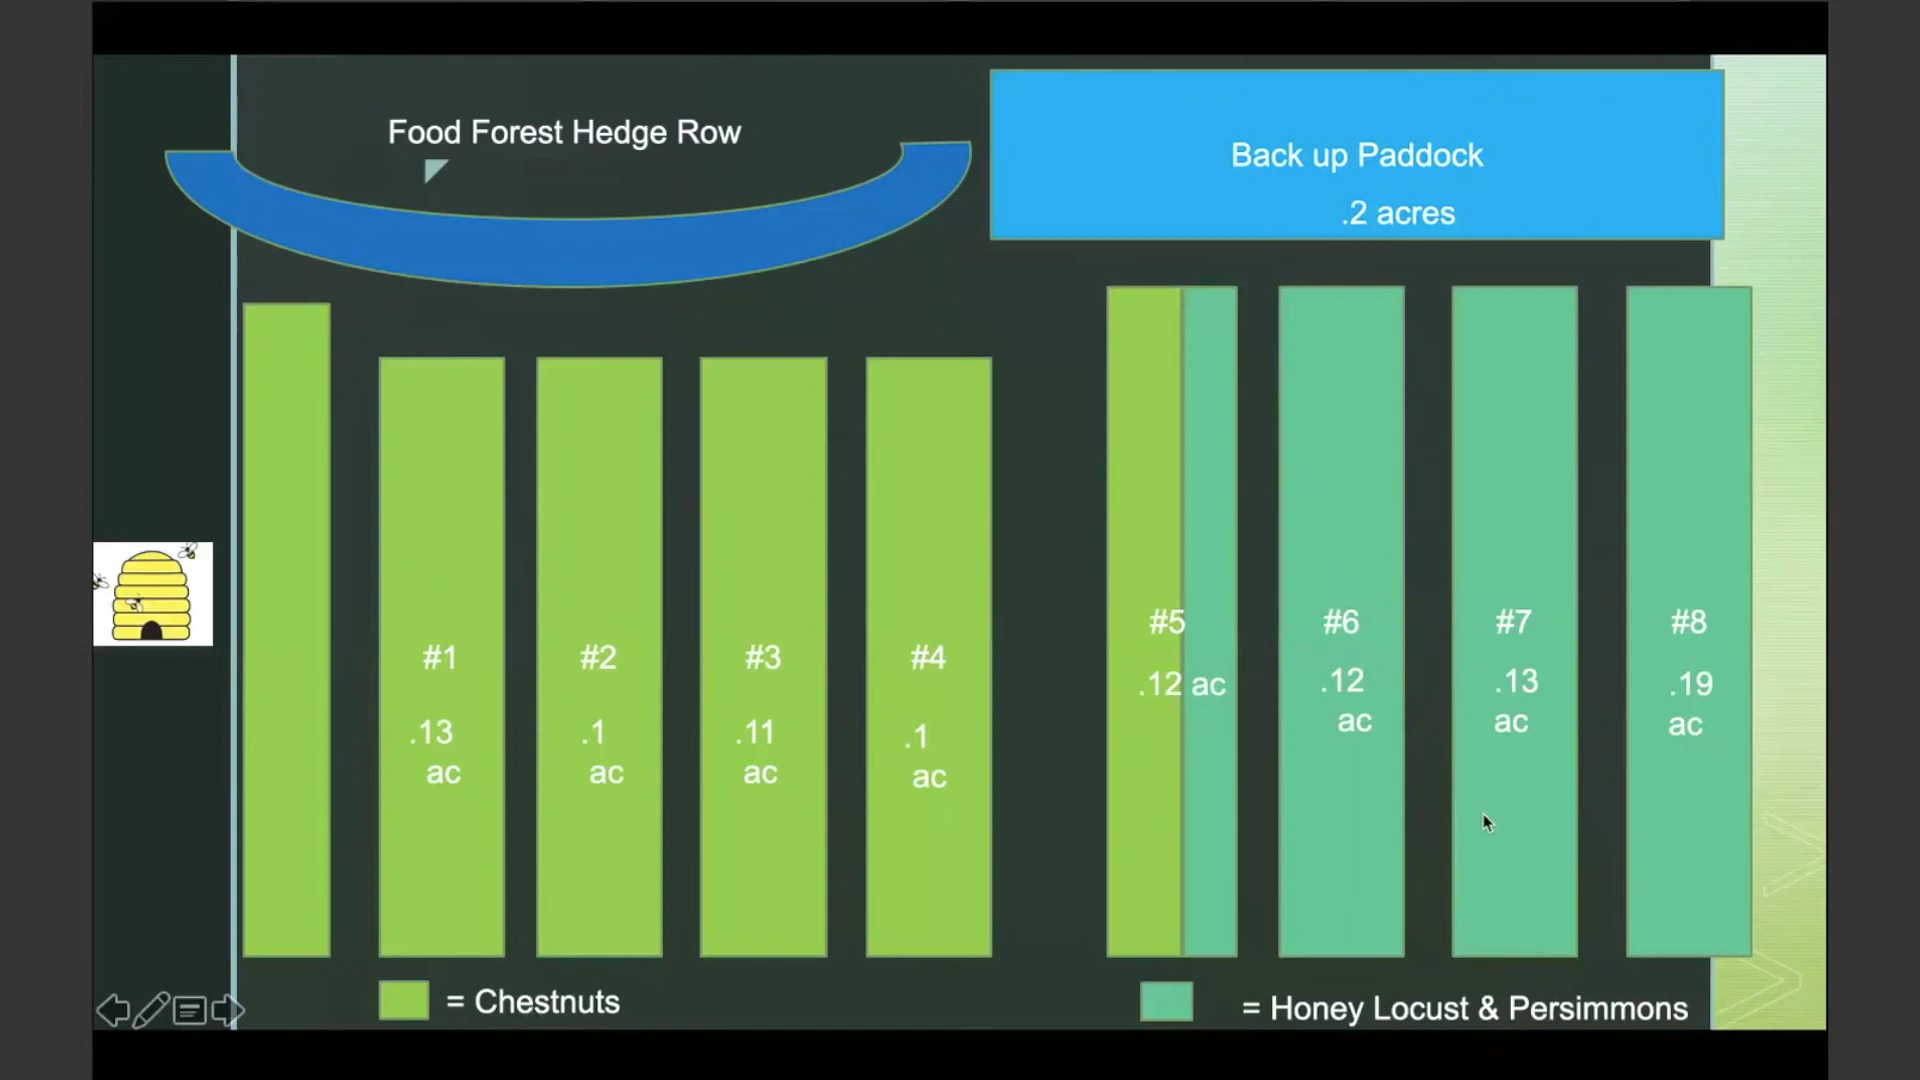 Food Forest Hedge Row
Back up Paddock
.2 acres
#1
.13
ac
#2
.1
ac
#3
.11
ac
#4
.1
ac
#5
.12 ac
#6
.12
ac
#7
.13
ac
#8
.19
ac
= Chestnuts
= Honey Locust & Persimmons